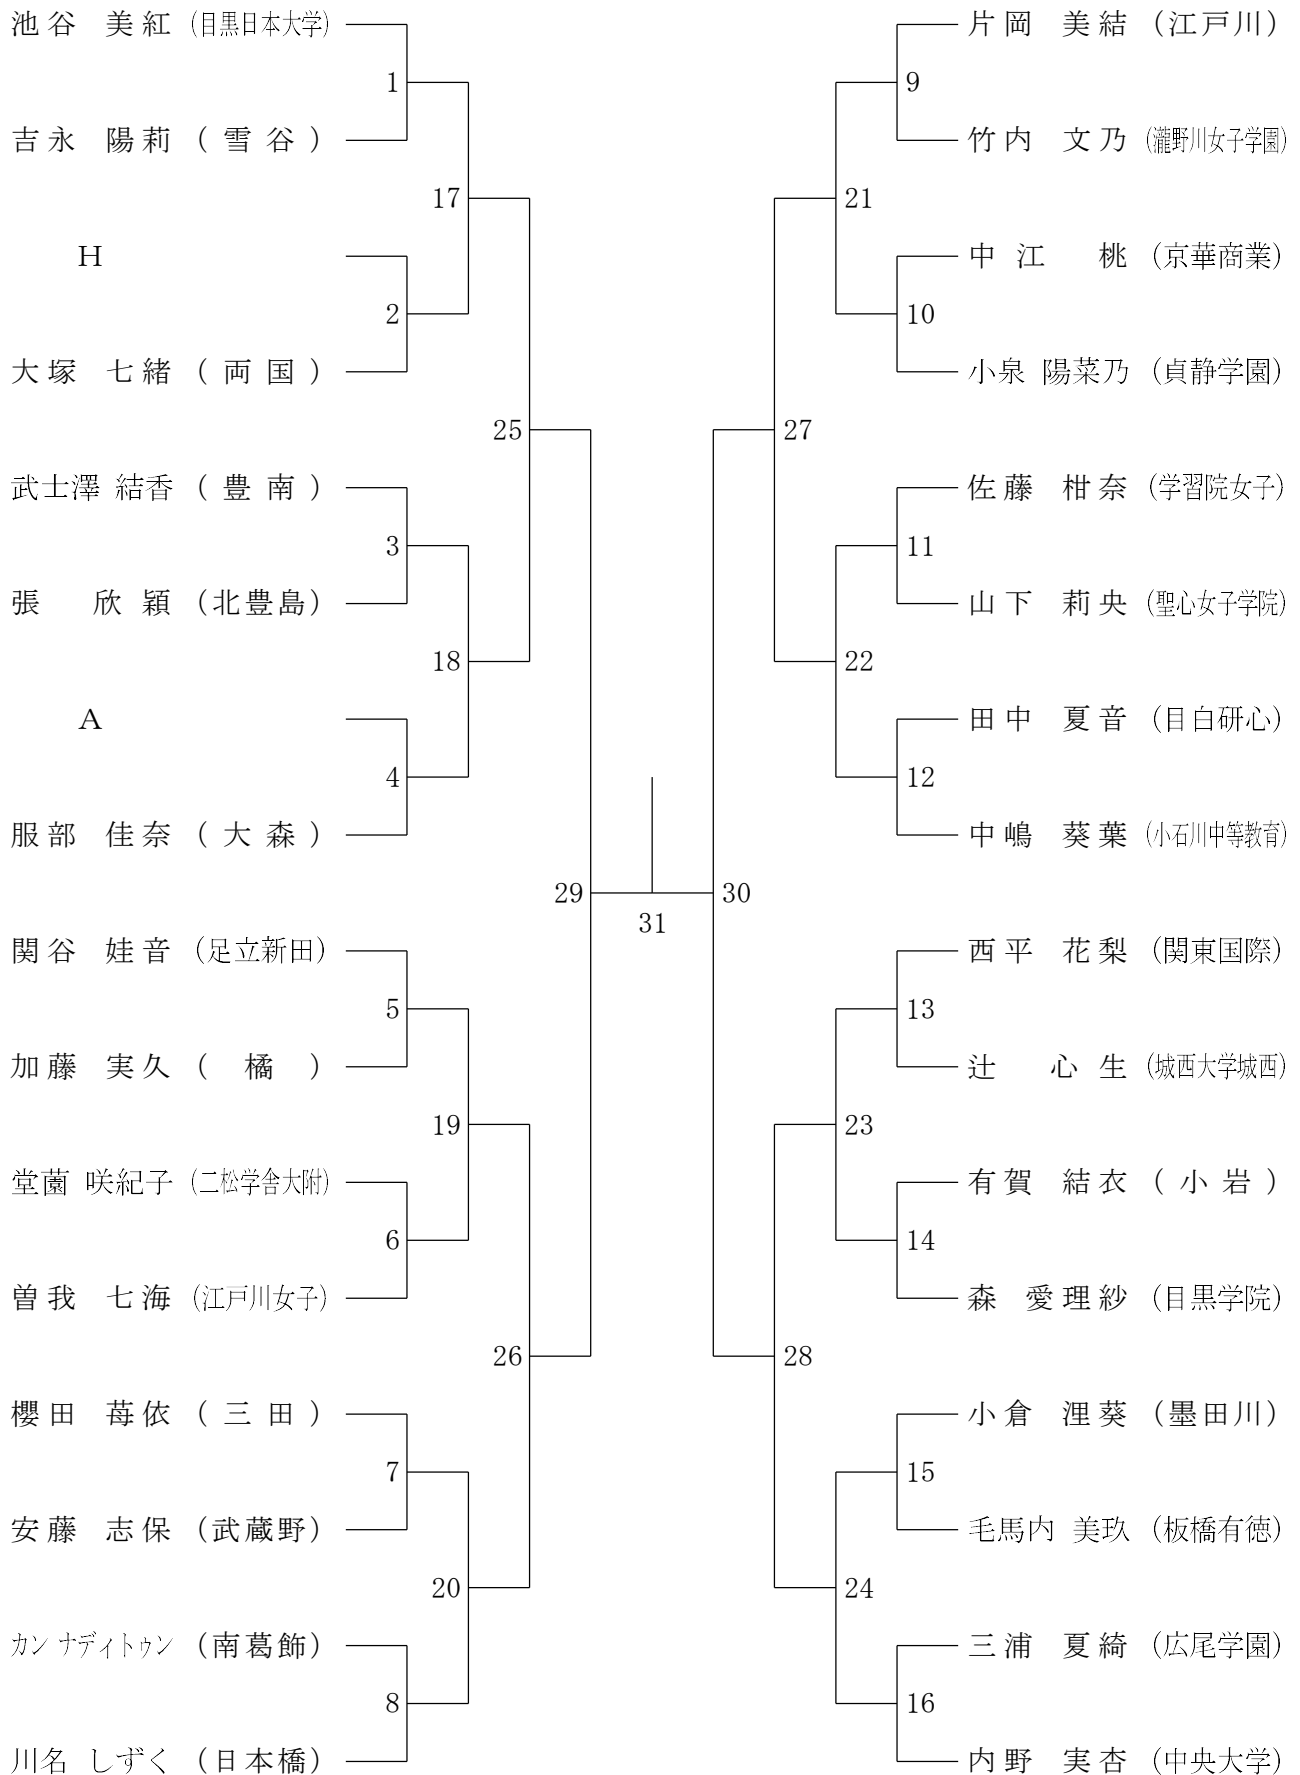 池谷 美紅 (目黒日本大学)
1
吉永 陽莉 (雪谷)
17
H
2
大塚 七緒 (両国)
25
武士澤 結香 (豊南)
3
張 欣穎 (北豊島)
18
A
4
服部 佳奈 (大森)
29
関谷 娃音 (足立新田)
5
加藤 実久 (橘)
19
堂薗 咲紀子 (二松学舎大附)
6
曽我 七海 (江戸川女子)
26
櫻田 苺依 (三田)
7
安藤 志保 (武蔵野)
20
カン ナディトゥン (南葛飾)
8
川名 しずく (日本橋)
31
片岡 美結 (江戸川)
9
竹内 文乃 (瀧野川女子学園)
21
中江 桃 (京華商業)
10
小泉 陽菜乃 (貞静学園)
27
佐藤 柑奈 (学習院女子)
11
山下 莉央 (聖心女子学院)
22
田中 夏音 (目白研心)
12
中嶋 葵葉 (小石川中等教育)
30
西平 花梨 (関東国際)
13
辻 心生 (城西大学城西)
23
有賀 結衣 (小岩)
14
森 愛理紗 (目黒学院)
28
小倉 浬葵 (墨田川)
15
毛馬内 美玖 (板橋有徳)
24
三浦 夏綺 (広尾学園)
16
内野 実杏 (中央大学)